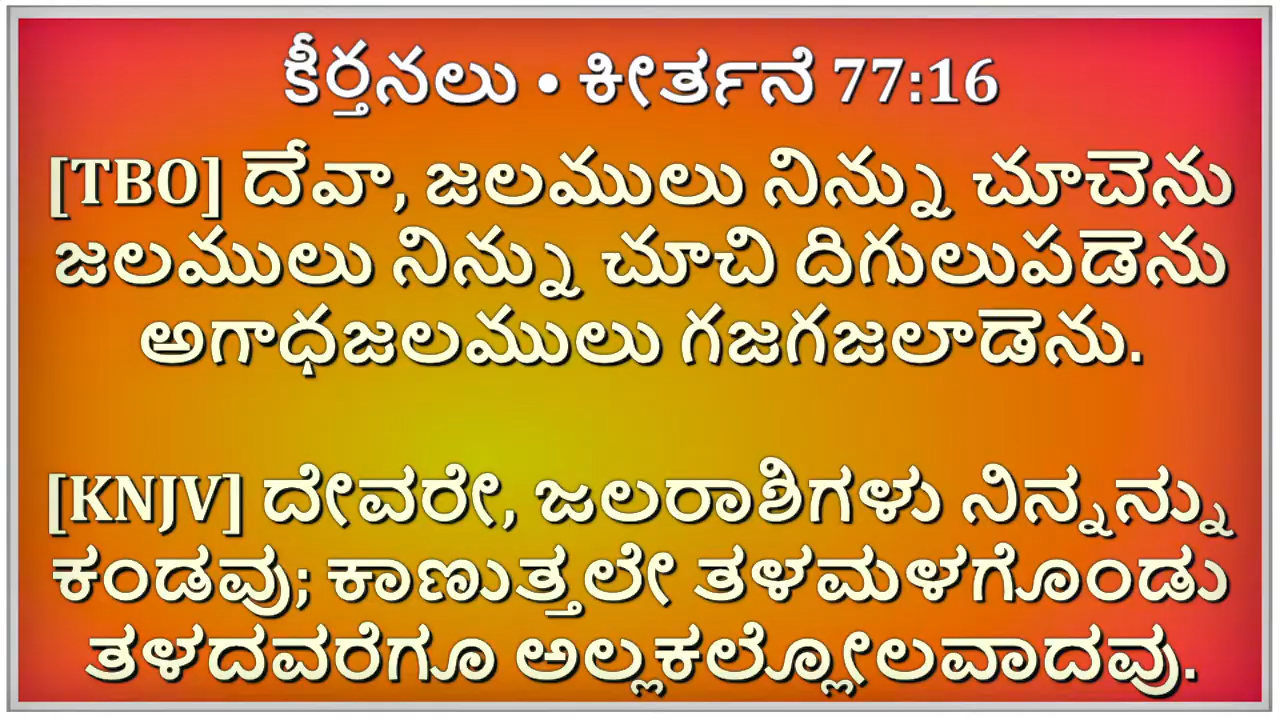 కీర్తనలు • ಕೀರ್ತನೆ 77:16
[TBO] దేవా, జలములు నిన్ను చూచెను
జలములు నిన్ను చూచి దిగులుపడెను
అగాధజలములు గజగజలాడెను.
[KNJV] ದೇವರೇ, ಜಲರಾಶಿಗಳು ನಿನ್ನನ್ನು
ಕಂಡವು; ಕಾಣುತ್ತಲೇ ತಳಮಳಗೊಂಡು
ತಳದವರೆಗೂ ಅಲ್ಲಕಲ್ಲೋಲವಾದವು.